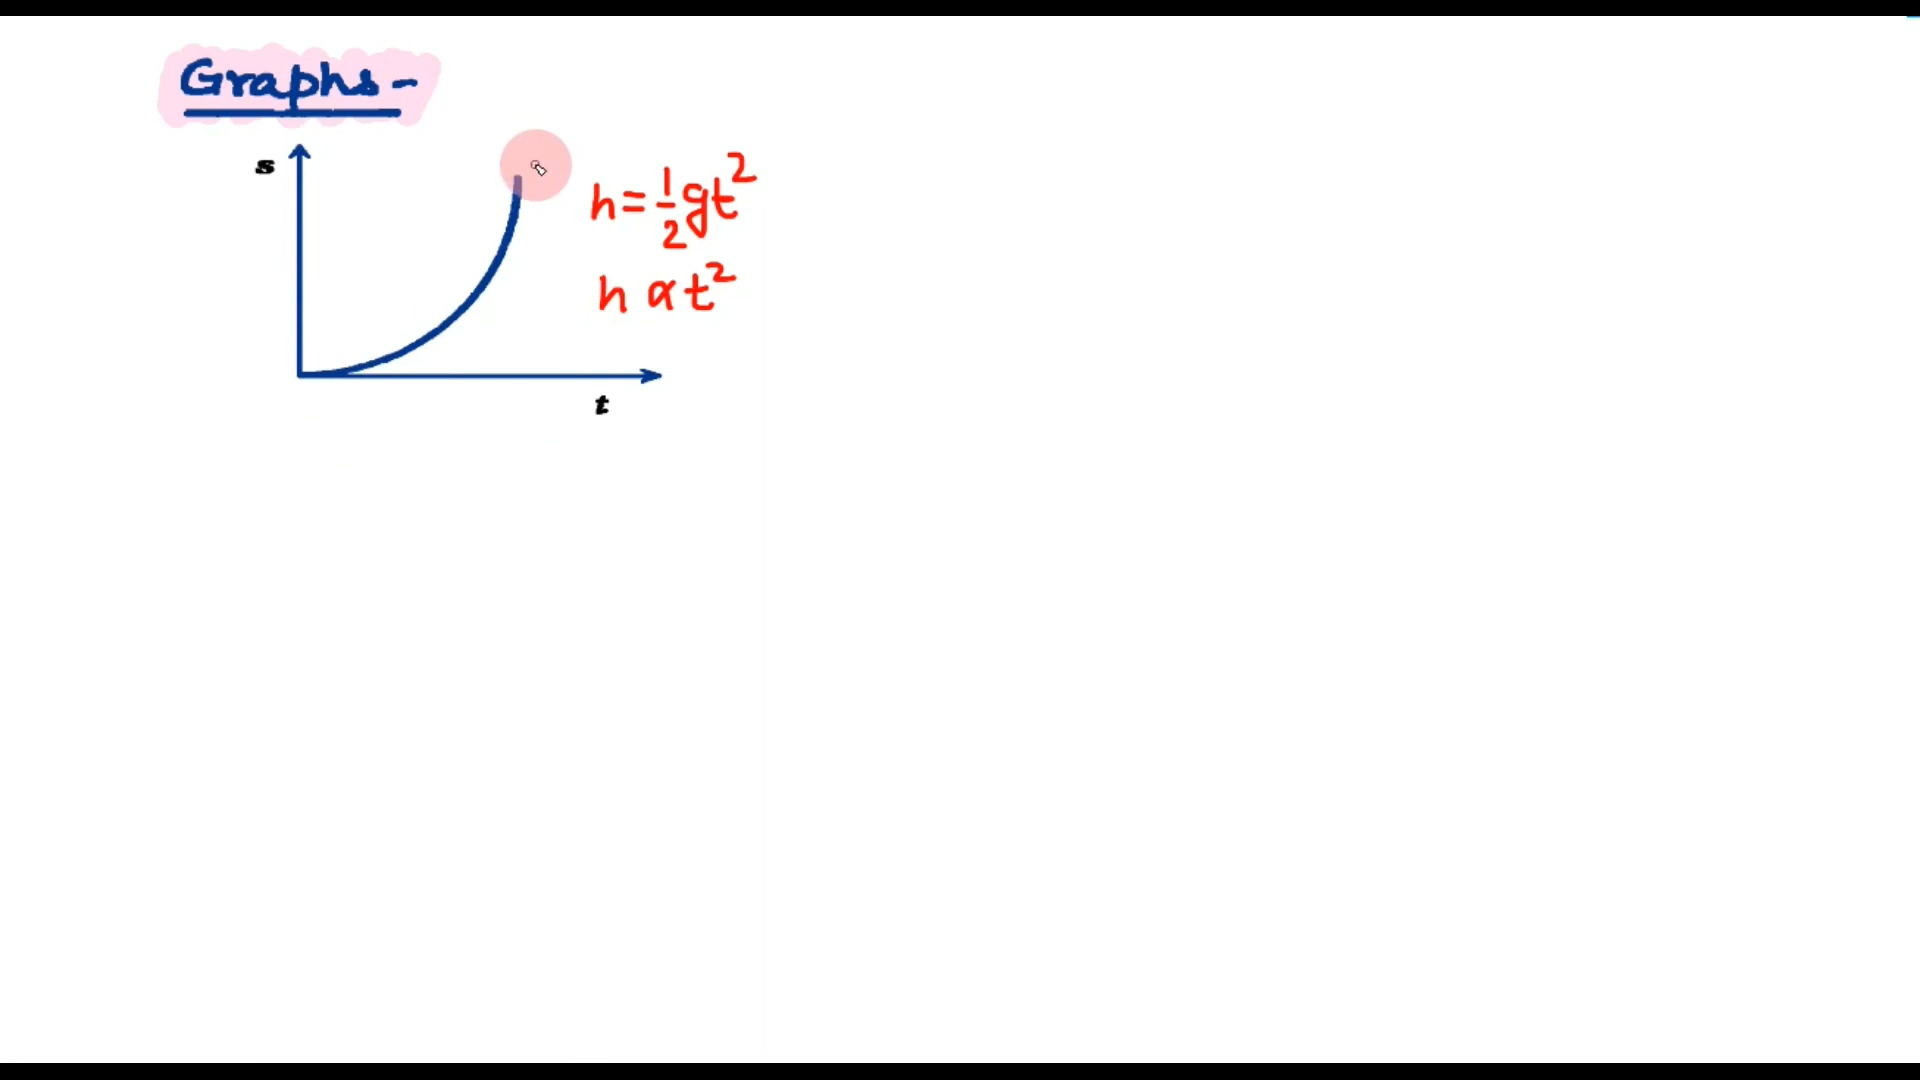 Graphs -
s
h = 1/2 gt²
h ∝ t²
t